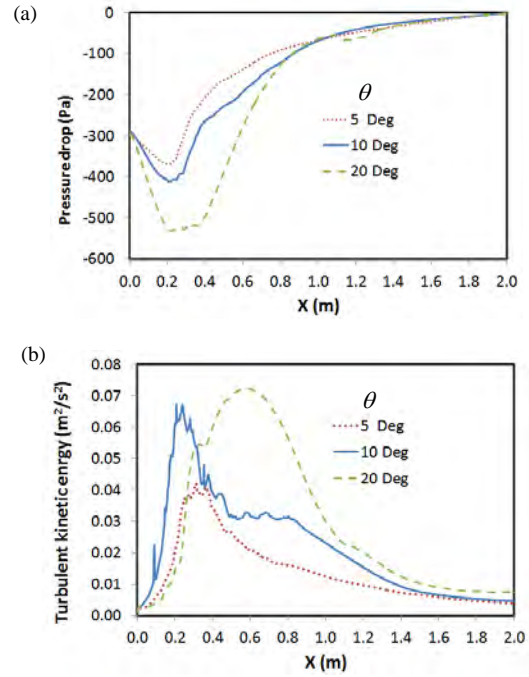 (a)
0
-100
-200
-300
-400
-500
-600
Pressure drop (Pa)
θ
5 Deg
10 Deg
20 Deg
0.0 0.2 0.4 0.6 0.8 1.0 1.2 1.4 1.6 1.8 2.0
X (m)
(b)
0.08
0.07
0.06
0.05
0.04
0.03
0.02
0.01
0.00
Turbulent kinetic enrgy (m²/s²)
θ
5 Deg
10 Deg
20 Deg
0.0 0.2 0.4 0.6 0.8 1.0 1.2 1.4 1.6 1.8 2.0
X (m)